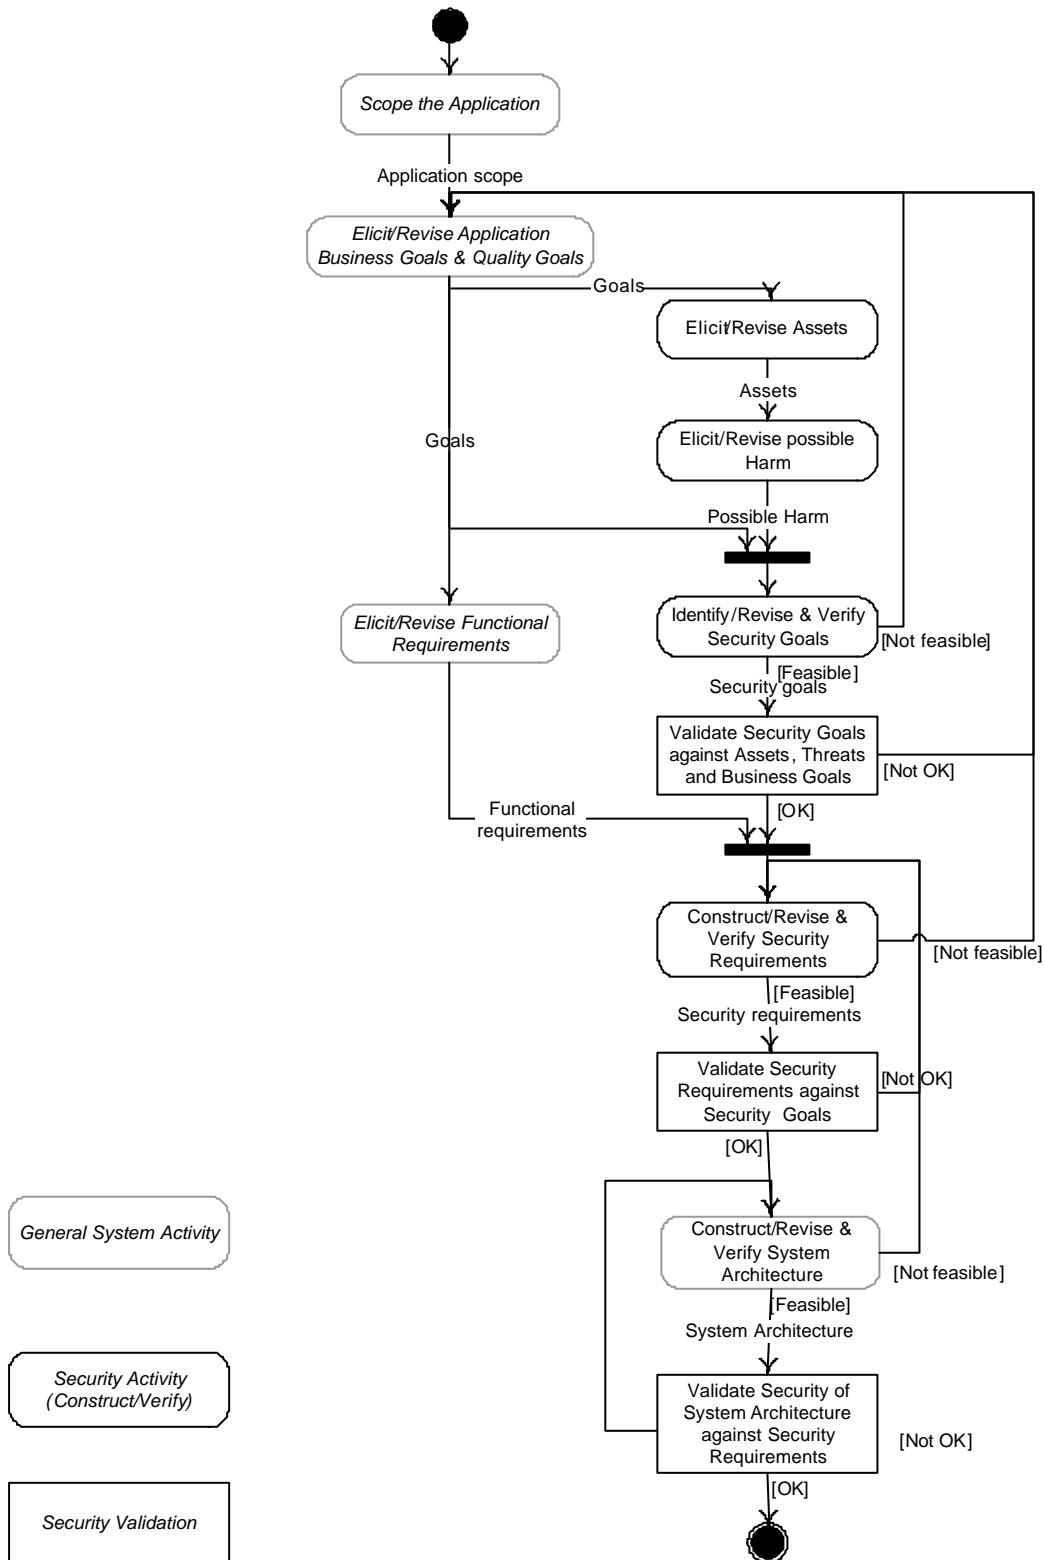 Scope the Application
Application scope
Elicit/Revise Application
Business Goals & Quality Goals
Goals
Elicit/Revise Assets
Assets
Goals
Elicit/Revise possible
Harm
Possible Harm
Elicit/Revise Functional
Requirements
Identify/Revise & Verify
Security Goals
[Not feasible]
[Feasible]
Security goals
Validate Security Goals
against Assets, Threats
and Business Goals
[Not OK]
[OK]
Functional
requirements
Construct/Revise &
Verify Security
Requirements
[Not feasible]
[Feasible]
Security requirements
Validate Security
Requirements against
Security Goals
[Not OK]
[OK]
Construct/Revise &
Verify System
Architecture
[Not feasible]
[Feasible]
System Architecture
Validate Security of
System Architecture
against Security
Requirements
[Not OK]
[OK]
General System Activity
Security Activity
(Construct/Verify)
Security Validation